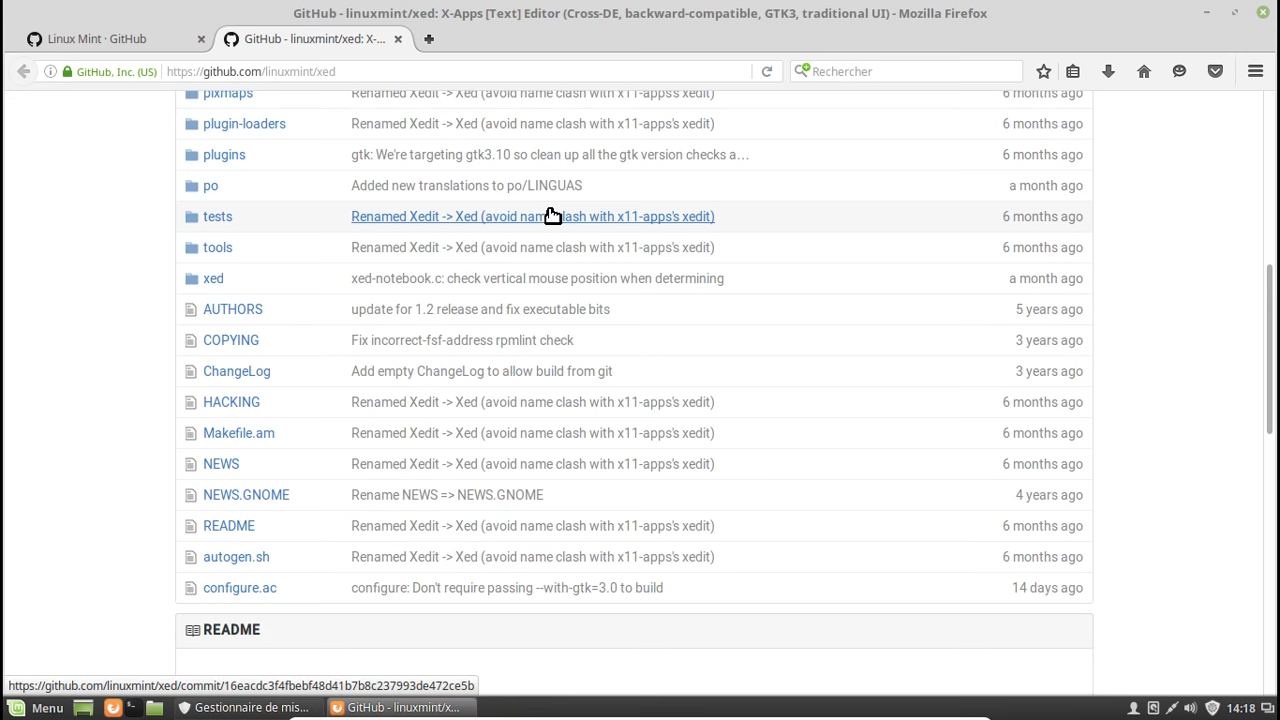 GitHub - linuxmint/xed: X-Apps [Text] Editor (Cross-DE, backward-compatible, GTK3, traditional UI) - Mozilla Firefox
Linux Mint · GitHub
GitHub - linuxmint/xed: X-...
GitHub, Inc. (US)
https://github.com/linuxmint/xed
Rechercher
pixmaps Renamed Xedit -> Xed (avoid name clash with x11-apps's xedit) 6 months ago
plugin-loaders Renamed Xedit -> Xed (avoid name clash with x11-apps's xedit) 6 months ago
plugins gtk: We're targeting gtk3.10 so clean up all the gtk version checks a… 6 months ago
po Added new translations to po/LINGUAS a month ago
tests Renamed Xedit -> Xed (avoid name clash with x11-apps's xedit) 6 months ago
tools Renamed Xedit -> Xed (avoid name clash with x11-apps's xedit) 6 months ago
xed xed-notebook.c: check vertical mouse position when determining a month ago
AUTHORS update for 1.2 release and fix executable bits 5 years ago
COPYING Fix incorrect-fsf-address rpmlint check 3 years ago
ChangeLog Add empty ChangeLog to allow build from git 3 years ago
HACKING Renamed Xedit -> Xed (avoid name clash with x11-apps's xedit) 6 months ago
Makefile.am Renamed Xedit -> Xed (avoid name clash with x11-apps's xedit) 6 months ago
NEWS Renamed Xedit -> Xed (avoid name clash with x11-apps's xedit) 6 months ago
NEWS.GNOME Rename NEWS => NEWS.GNOME 4 years ago
README Renamed Xedit -> Xed (avoid name clash with x11-apps's xedit) 6 months ago
autogen.sh Renamed Xedit -> Xed (avoid name clash with x11-apps's xedit) 6 months ago
configure.ac configure: Don't require passing --with-gtk=3.0 to build 14 days ago
README
https://github.com/linuxmint/xed/commit/16eacdc3f4fbebf48d41b7b8c237993de472ce5b
Menu
Gestionnaire de mis...
GitHub - linuxmint/x...
14:18